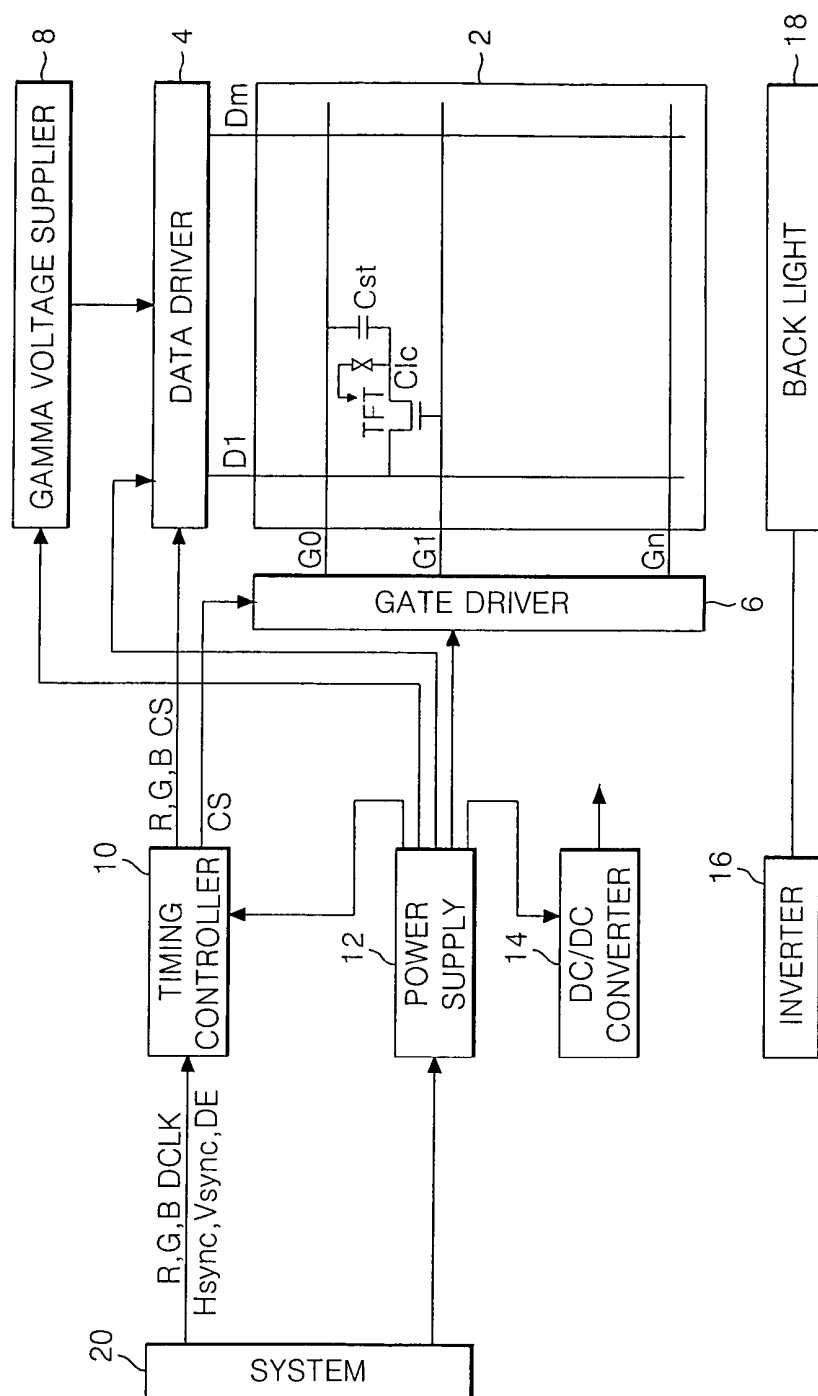 20
SYSTEM
R,G,B DCLK
Hsync,Vsync,DE
10
TIMING
CONTROLLER
R,G,B CS
CS
12
POWER
SUPPLY
14
DC/DC
CONVERTER
16
INVERTER
GAMMA VOLTAGE SUPPLIER
8
DATA DRIVER
4
D1
Dm
2
G0
G1
Gn
TFT
Clc
Cst
GATE DRIVER
6
BACK LIGHT
18